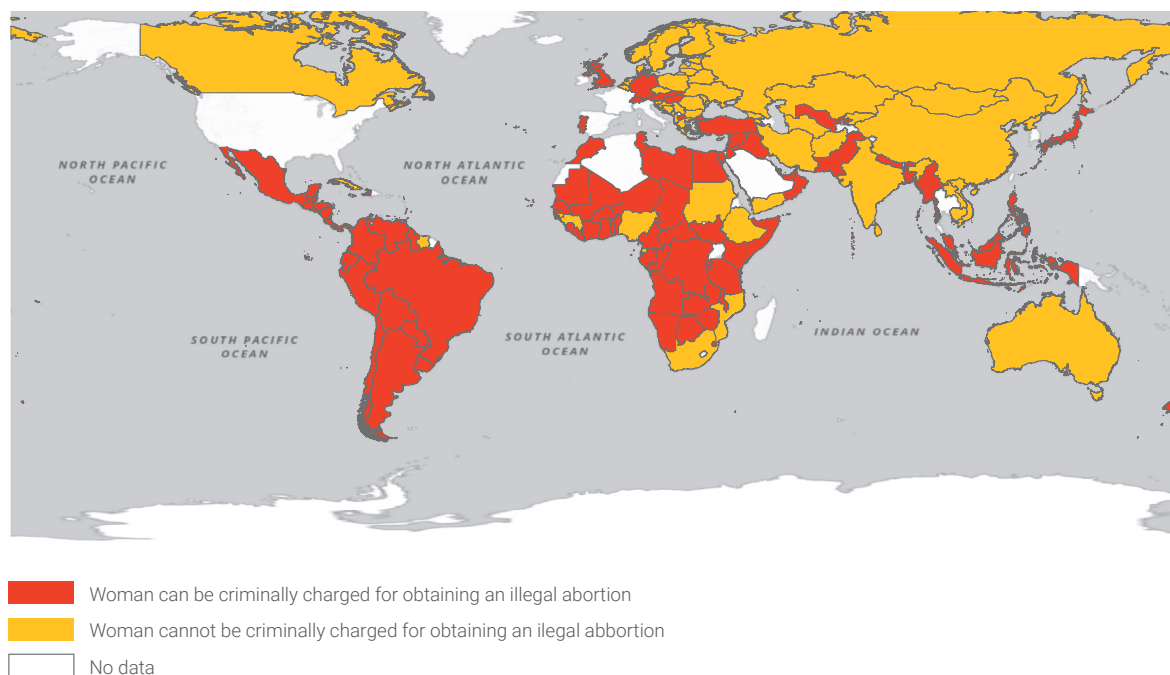 NORTH PACIFIC
OCEAN
NORTH ATLANTIC
OCEAN
SOUTH PACIFIC
OCEAN
SOUTH ATLANTIC
OCEAN
INDIAN OCEAN
Woman can be criminally charged for obtaining an illegal abortion
Woman cannot be criminally charged for obtaining an ilegal abbortion
No data